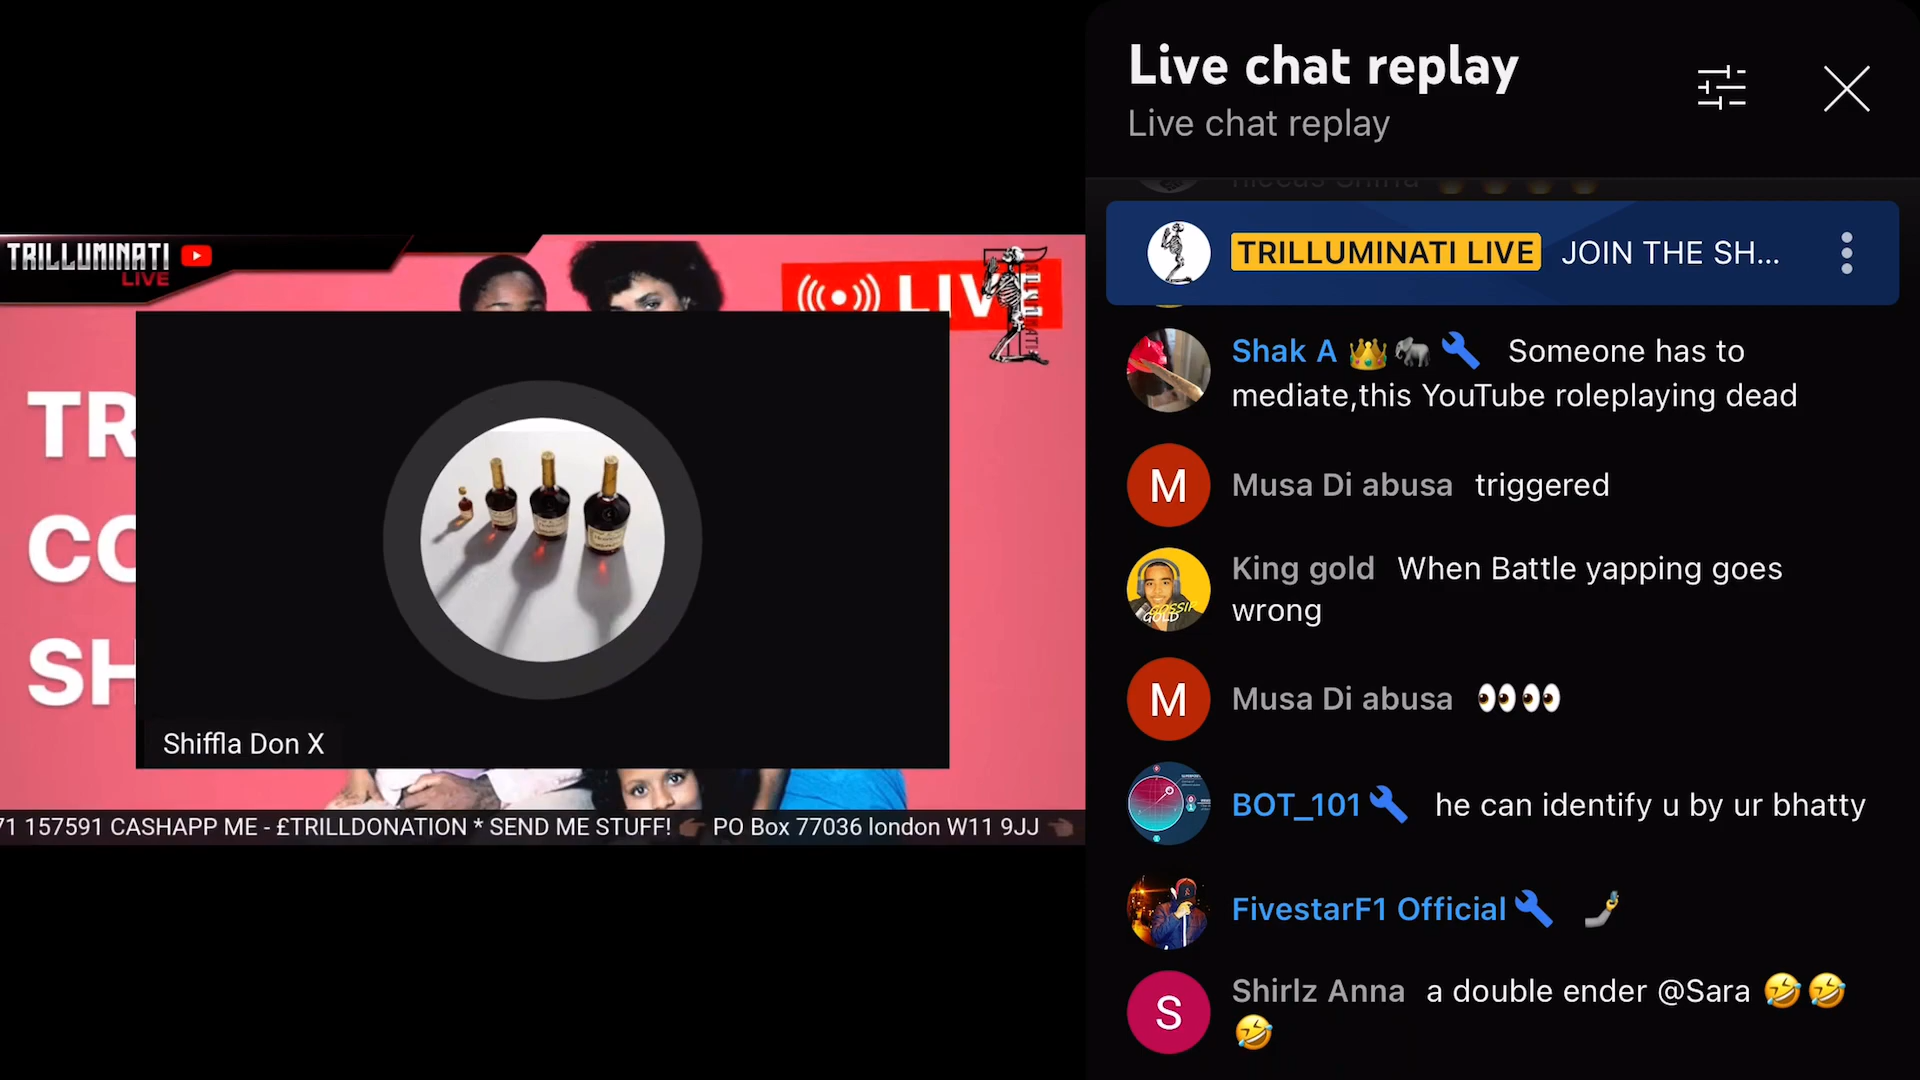 TRILLUMINATI
LIVE
LIVE
TR
CO
SH
Shiffla Don X
71 157591 CASHAPP ME - £TRILLDONATION * SEND ME STUFF! 👉🏾 PO Box 77036 london W11 9JJ 👈🏾
Live chat replay
Live chat replay
TRILLUMINATI LIVE JOIN THE SH...
Shak A 👑🐘🔧 Someone has to
mediate,this YouTube roleplaying dead
Musa Di abusa triggered
King gold When Battle yapping goes
wrong
GOSSIP
GOLD
Musa Di abusa 👀👀
BOT_101🔧 he can identify u by ur bhatty
FivestarF1 Official🔧 🤳
Shirlz Anna a double ender @Sara 🤣🤣
🤣
M
M
S